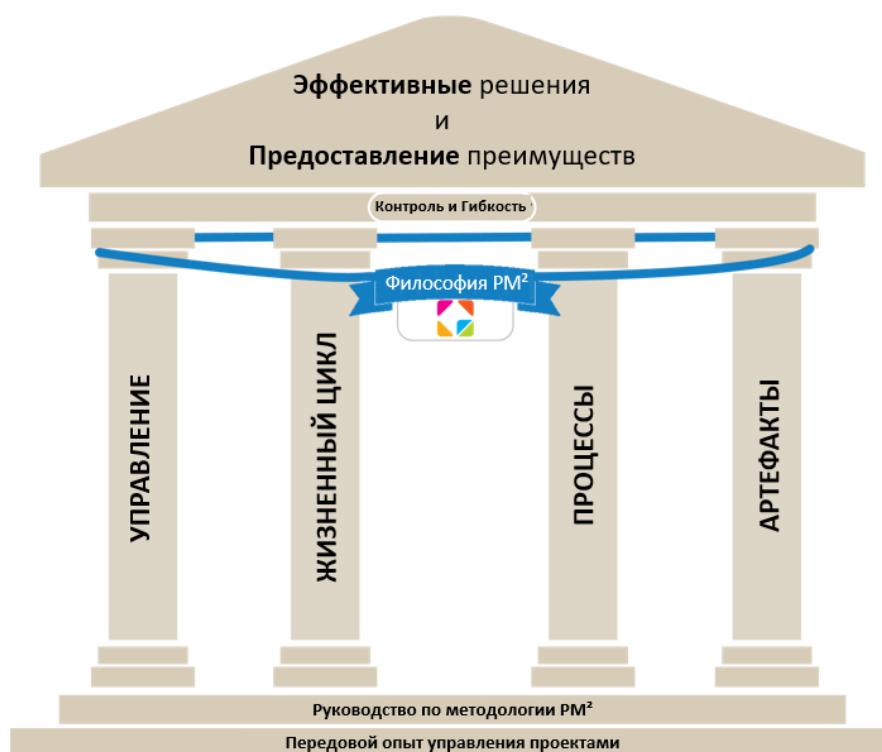 Эффективные решения
и
Предоставление преимуществ
Контроль и Гибкость
Философия PM²
УПРАВЛЕНИЕ
ЖИЗНЕННЫЙ ЦИКЛ
ПРОЦЕССЫ
АРТЕФАКТЫ
Руководство по методологии PM²
Передовой опыт управления проектами